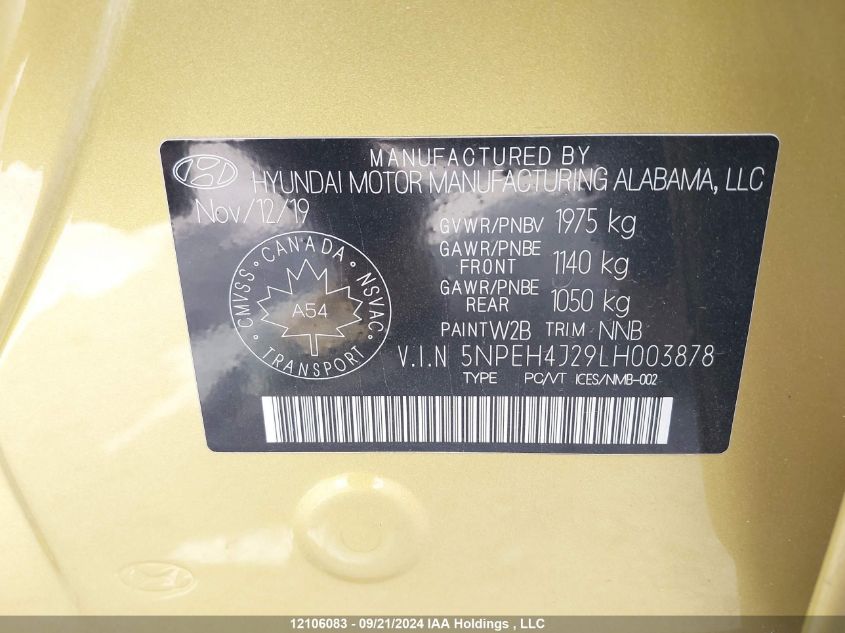 MANUFACTURED BY
HYUNDAI MOTOR MANUFACTURING ALABAMA, LLC
Nov/12/19
GVWR/PNBV 1975 kg
GAWR/PNBE FRONT 1140 kg
GAWR/PNBE REAR 1050 kg
PAINT W2B TRIM NNB
CANADA
CMVSS NSVAC
A54
TRANSPORT
V.I.N 5NPEH4J29LH003878
TYPE PC/VT ICES/NMB-002
12106083 - 09/21/2024 IAA Holdings , LLC